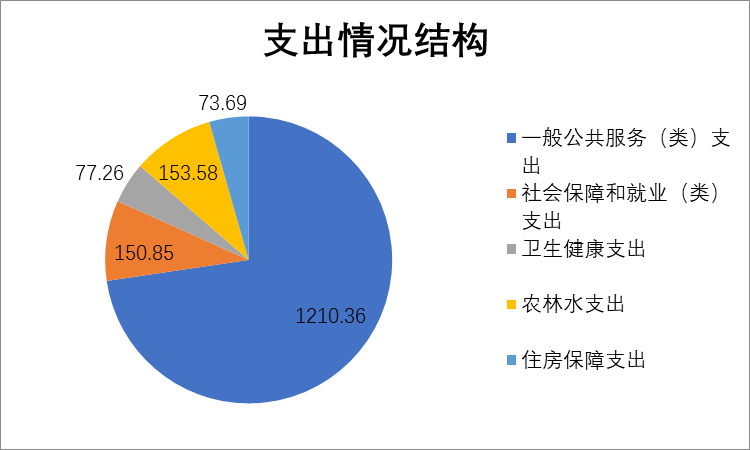 支出情况结构
73.69
77.26
153.58
150.85
1210.36
一般公共服务（类）支
出
社会保障和就业（类）
支出
卫生健康支出
农林水支出
住房保障支出